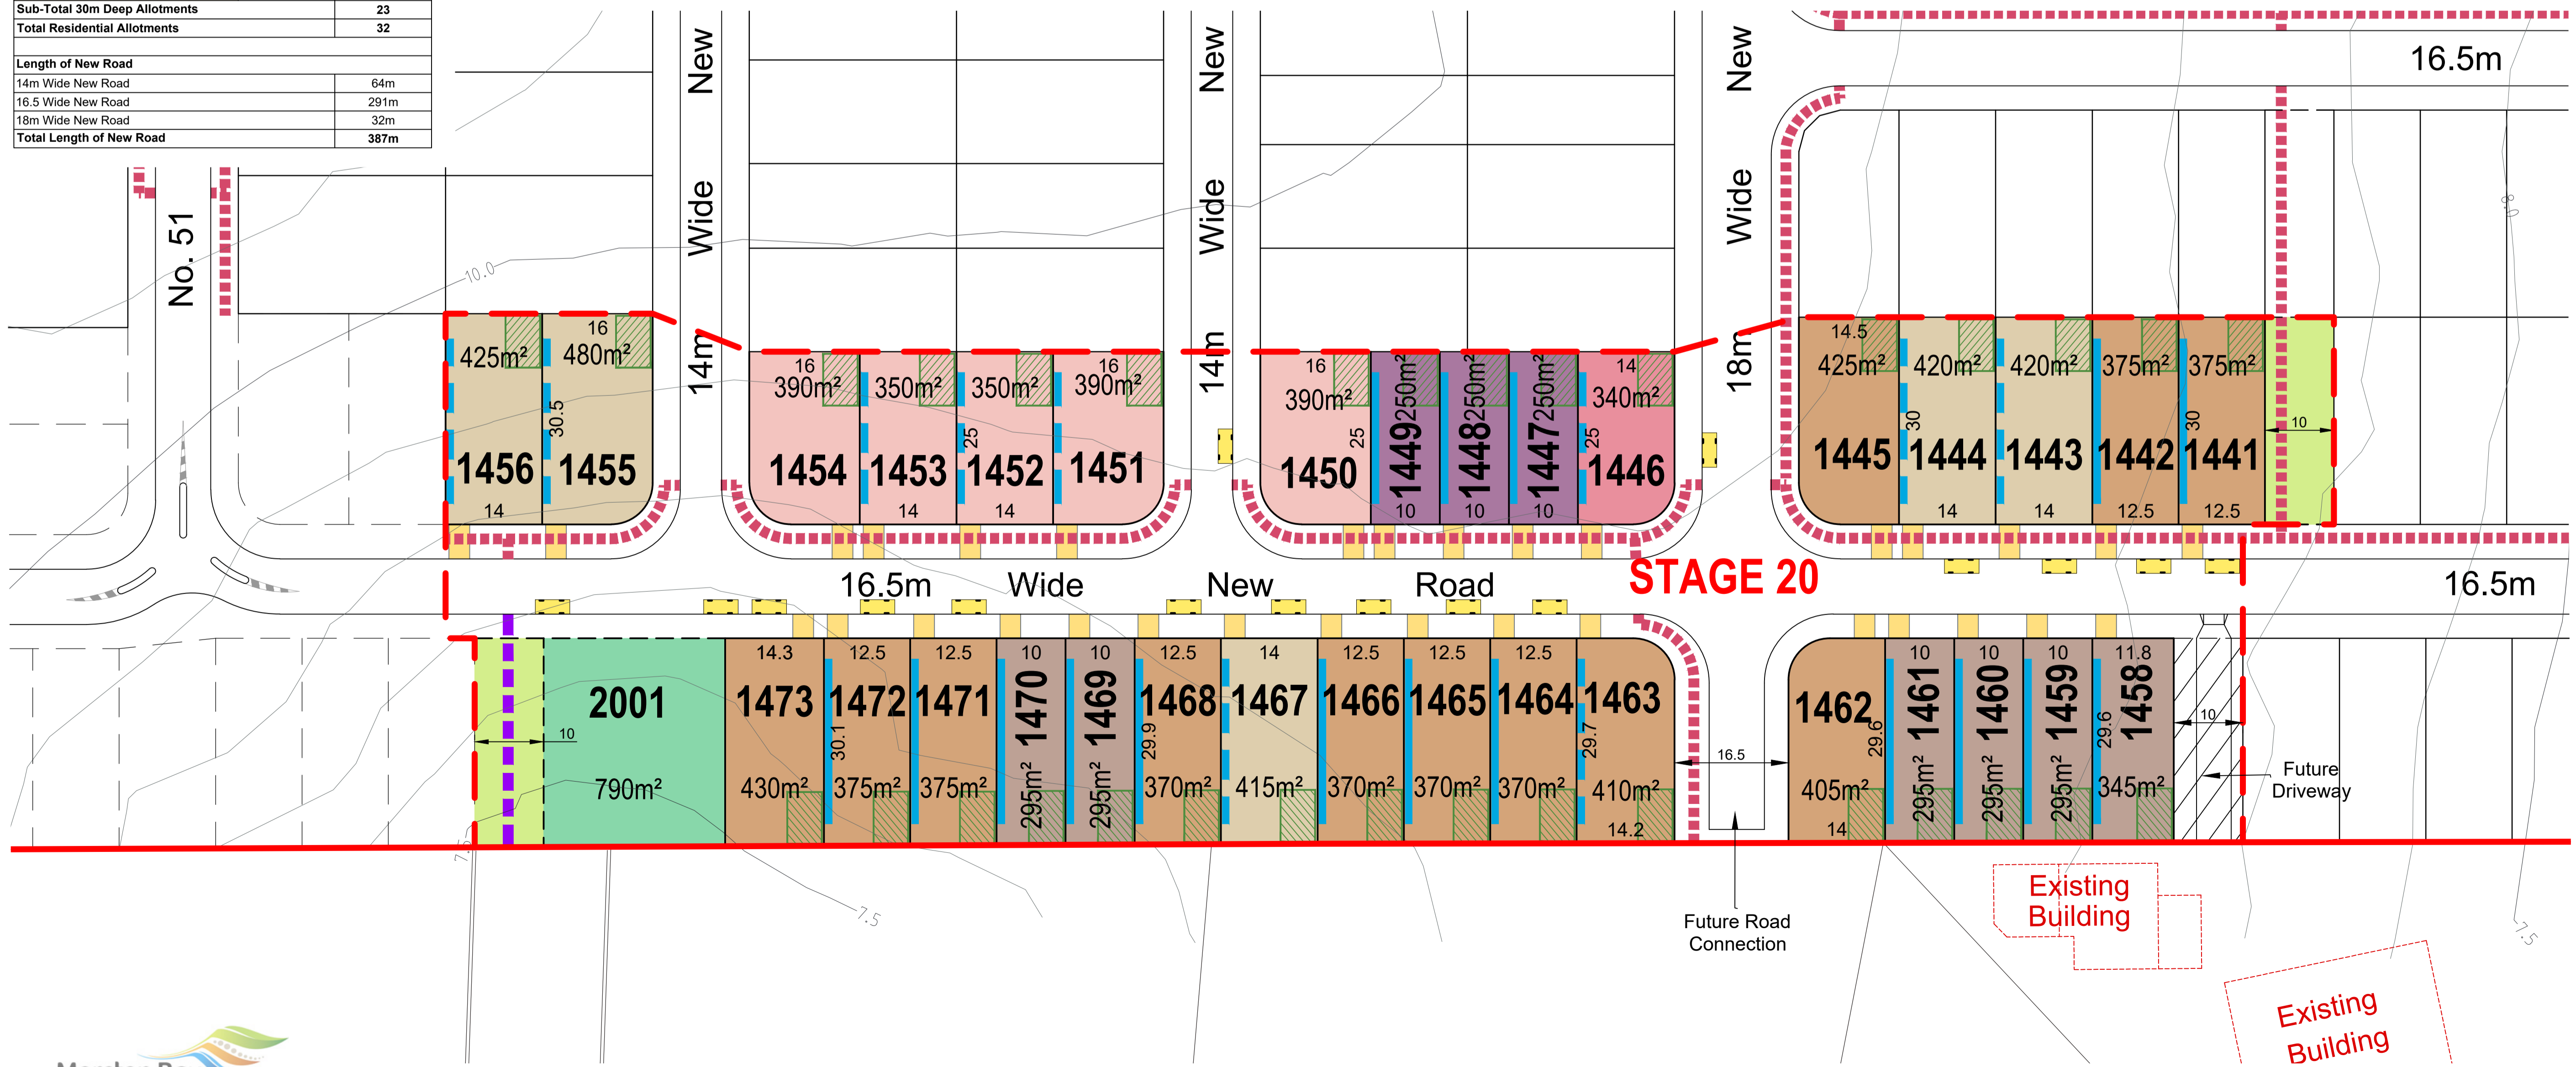 Sub-Total 30m Deep Allotments 23
Total Residential Allotments 32
Length of New Road
14m Wide New Road 64m
16.5 Wide New Road 291m
18m Wide New Road 32m
Total Length of New Road 387m
No. 51
14m Wide New
14m Wide New
18m Wide New
16.5m
10.0
8.0
425m²
1456
14
16
480m²
30.5
1455
16
390m²
1454
350m²
1453
14
350m²
25
1452
14
16
390m²
1451
16
390m²
25
1450
250m²
1449
10
250m²
1448
10
250m²
1447
10
14
340m²
25
1446
14.5
425m²
1445
420m²
30
1444
14
420m²
1443
14
375m²
1442
12.5
375m²
30
1441
12.5
10
16.5m Wide New Road
STAGE 20
16.5m
10
2001
790m²
14.3
1473
430m²
12.5
1472
30.1
375m²
12.5
1471
375m²
10
1470
295m²
10
1469
295m²
12.5
1468
29.9
370m²
14
1467
415m²
12.5
1466
370m²
12.5
1465
370m²
12.5
1464
370m²
1463
29.7
410m²
14.2
16.5
1462
29.6
405m²
14
10
1461
295m²
10
1460
295m²
10
1459
295m²
11.8
1458
29.6
345m²
10
Future
Driveway
7.5
7.5
Future Road
Connection
Existing
Building
Existing
Building